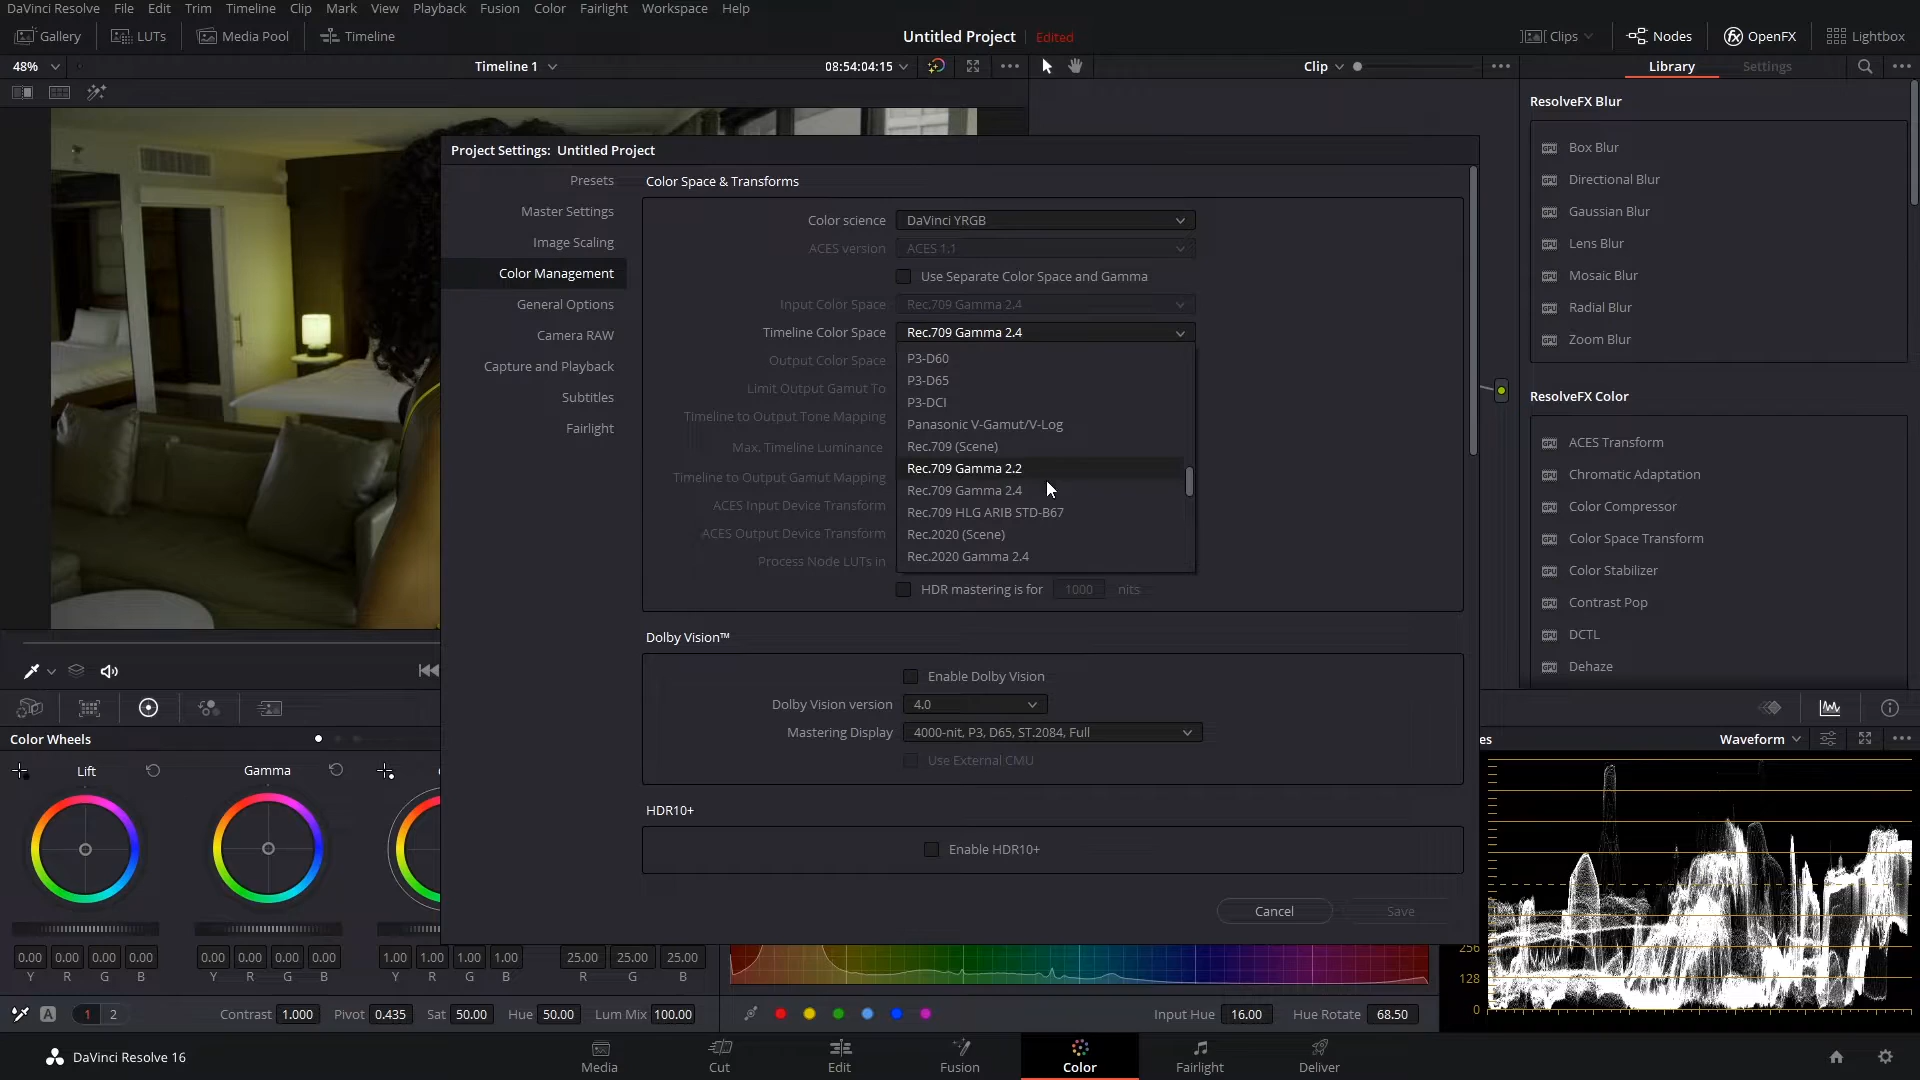 DaVinci Resolve File Edit Trim Timeline Clip Mark View Playback Fusion Color Fairlight Workspace Help
Gallery LUTs Media Pool Timeline Untitled Project Edited Clips Nodes fx OpenFX Lightbox
48% Timeline 1 08:54:04:15 Clip Library Settings
ResolveFX Blur
Box Blur
Directional Blur
Gaussian Blur
Lens Blur
Mosaic Blur
Radial Blur
Zoom Blur
ResolveFX Color
ACES Transform
Chromatic Adaptation
Color Compressor
Color Space Transform
Color Stabilizer
Contrast Pop
DCTL
Dehaze
Project Settings: Untitled Project
Presets
Master Settings
Image Scaling
Color Management
General Options
Camera RAW
Capture and Playback
Subtitles
Fairlight
Color Space & Transforms
Color science DaVinci YRGB
ACES version ACES 1.1
Use Separate Color Space and Gamma
Input Color Space Rec.709 Gamma 2.4
Timeline Color Space Rec.709 Gamma 2.4
Output Color Space
Limit Output Gamut To
Timeline to Output Tone Mapping
Max. Timeline Luminance
Timeline to Output Gamut Mapping
ACES Input Device Transform
ACES Output Device Transform
Process Node LUTs in
P3-D60
P3-D65
P3-DCI
Panasonic V-Gamut/V-Log
Rec.709 (Scene)
Rec.709 Gamma 2.2
Rec.709 Gamma 2.4
Rec.709 HLG ARIB STD-B67
Rec.2020 (Scene)
Rec.2020 Gamma 2.4
HDR mastering is for 1000 nits
Dolby Vision™
Enable Dolby Vision
Dolby Vision version 4.0
Mastering Display 4000-nit, P3, D65, ST.2084, Full
Use External CMU
HDR10+
Enable HDR10+
Cancel Save
Color Wheels
Lift Gamma
0.00 0.00 0.00 0.00 0.00 0.00 0.00 0.00 1.00 1.00 1.00 1.00 25.00 25.00 25.00
Y R G B Y R G B Y R G B R G B
A 1 2 Contrast 1.000 Pivot 0.435 Sat 50.00 Hue 50.00 Lum Mix 100.00 Input Hue 16.00 Hue Rotate 68.50
es Waveform
256
128
0
DaVinci Resolve 16 Media Cut Edit Fusion Color Fairlight Deliver